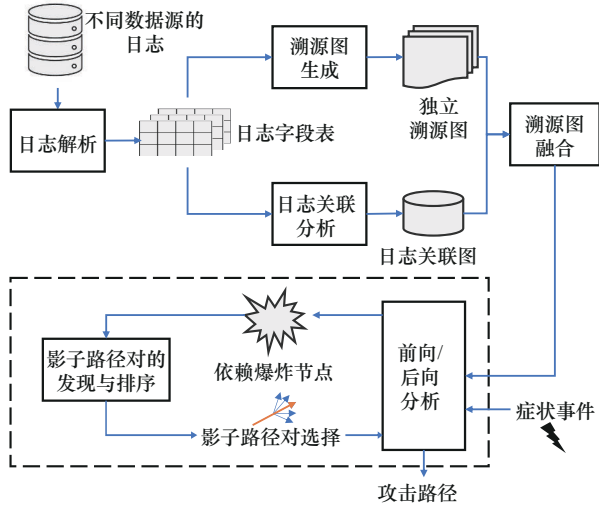 不同数据源的
日志
日志解析
日志字段表
溯源图
生成
独立
溯源图
日志关联
分析
日志关联图
溯源图
融合
影子路径对的
发现与排序
依赖爆炸节点
影子路径对选择
前向/
后向
分析
症状事件
攻击路径